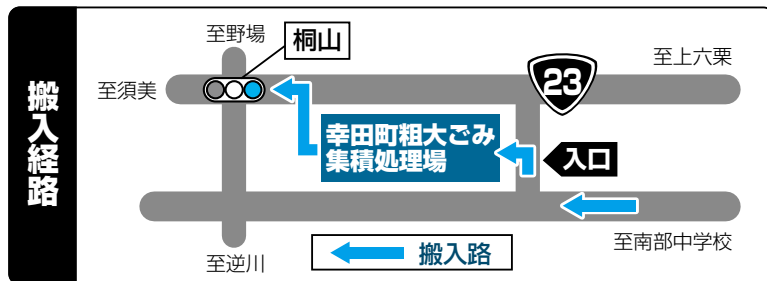 搬入経路
至野場
桐山
至須美
23
至上六栗
幸田町粗大ごみ
集積処理場
入口
至南部中学校
至逆川
搬入路